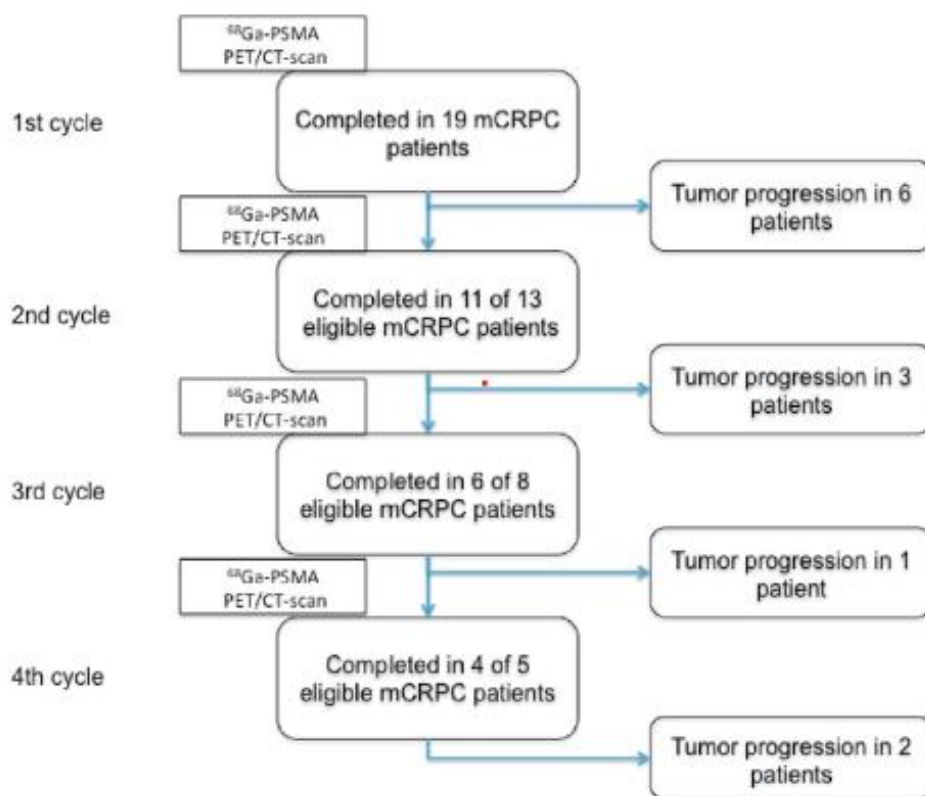 ⁶⁸Ga-PSMA
PET/CT-scan
1st cycle
Completed in 19 mCRPC
patients
Tumor progression in 6
patients
⁶⁸Ga-PSMA
PET/CT-scan
2nd cycle
Completed in 11 of 13
eligible mCRPC patients
Tumor progression in 3
patients
⁶⁸Ga-PSMA
PET/CT-scan
3rd cycle
Completed in 6 of 8
eligible mCRPC patients
Tumor progression in 1
patient
⁶⁸Ga-PSMA
PET/CT-scan
4th cycle
Completed in 4 of 5
eligible mCRPC patients
Tumor progression in 2
patients